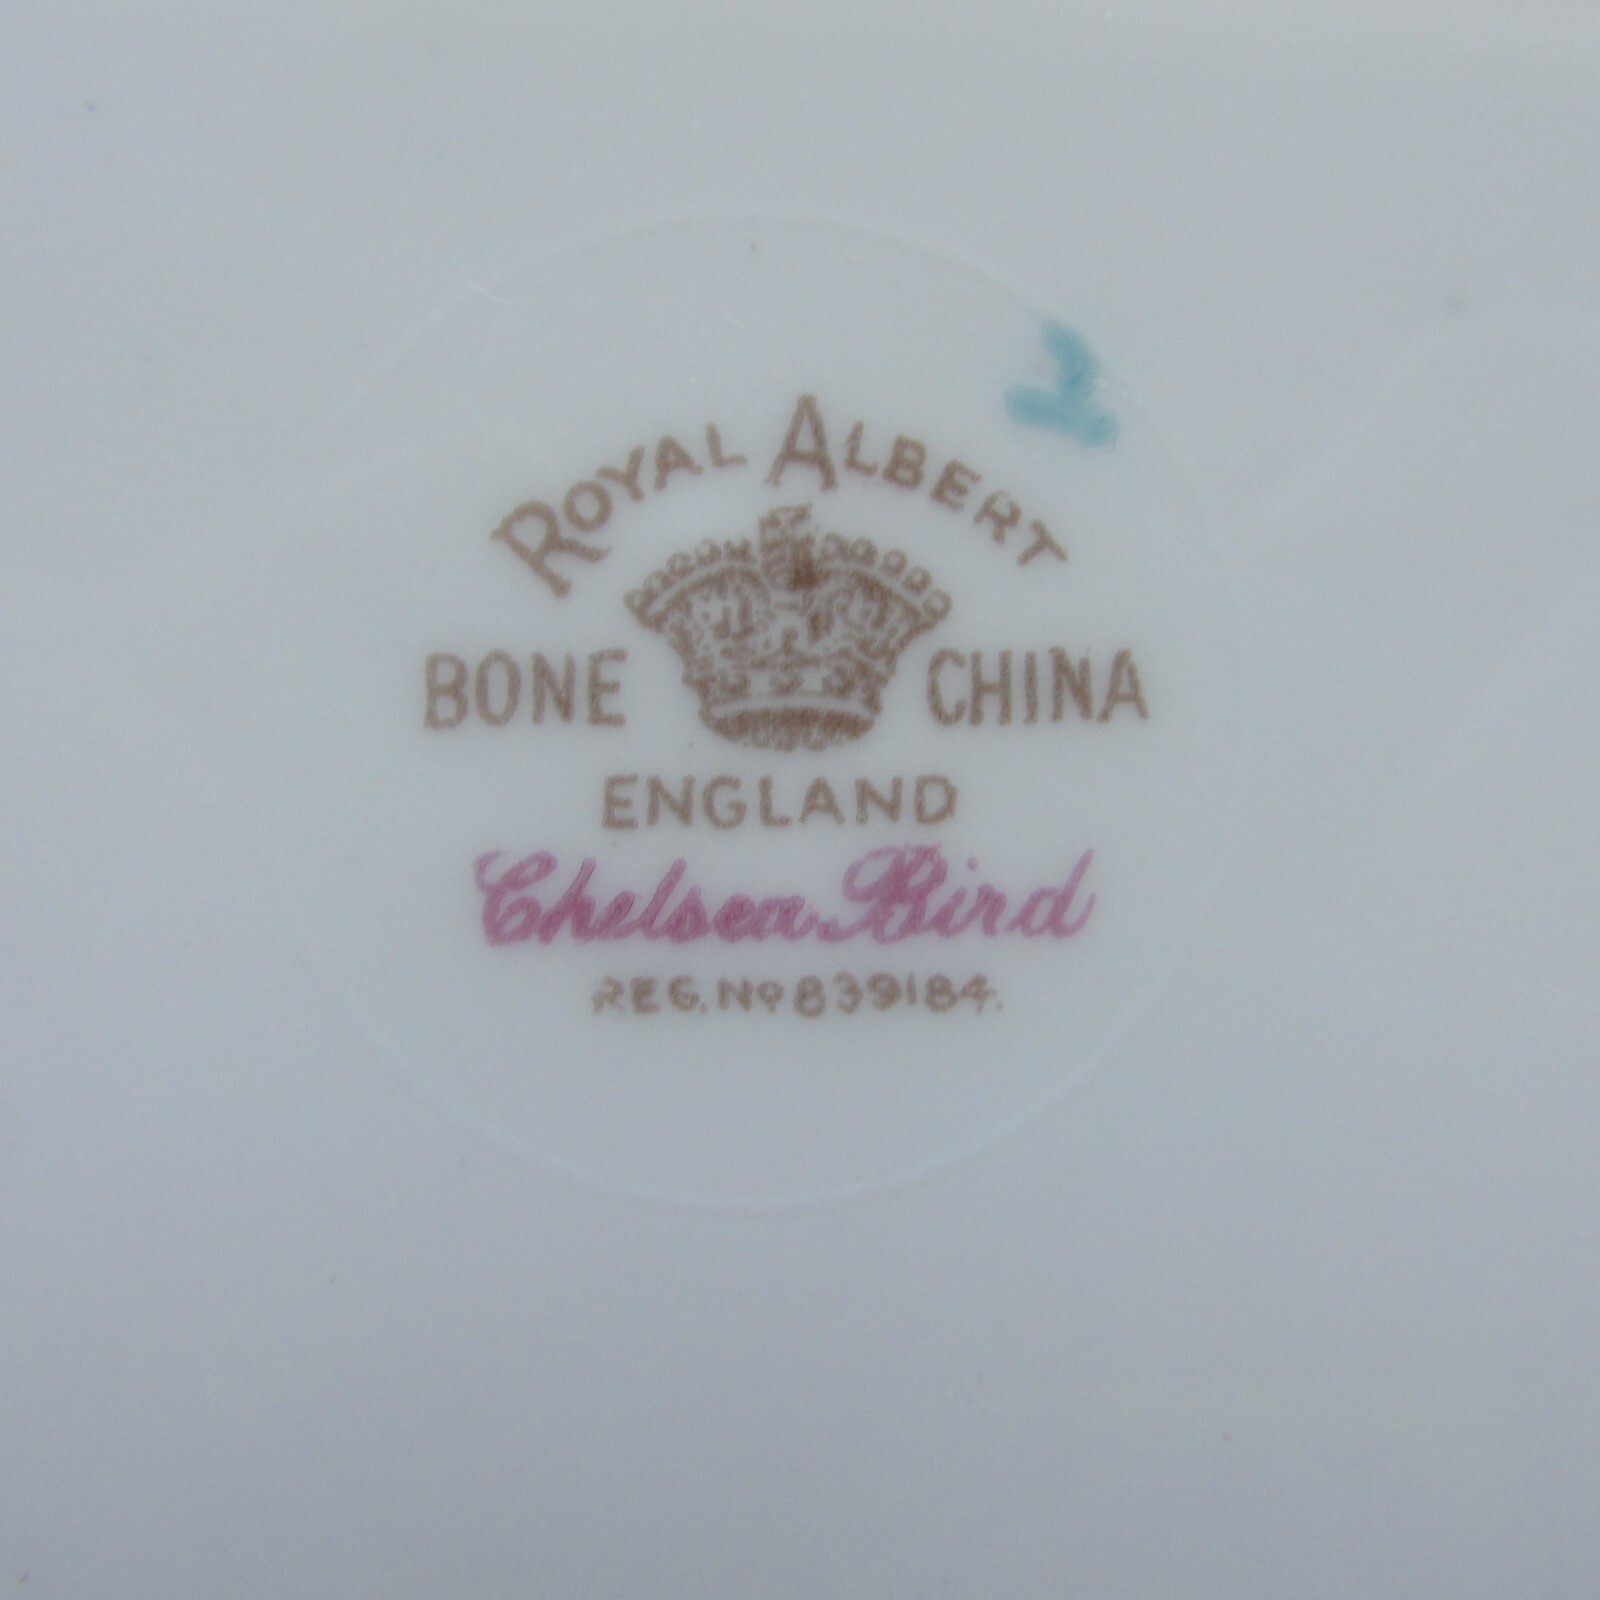 ROYAL ALBERT
BONE CHINA
ENGLAND
Chelsea Bird
REG. No 839184.